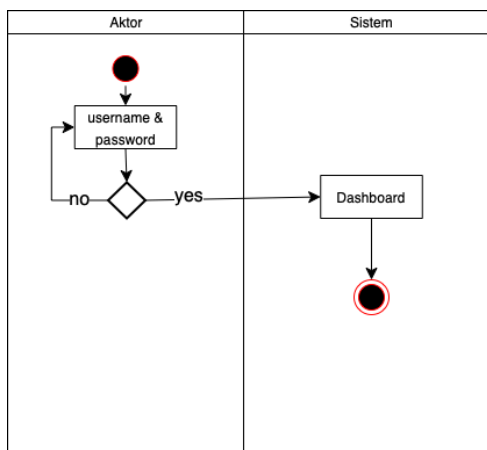 Aktor
Sistem
username &
password
no
yes
Dashboard